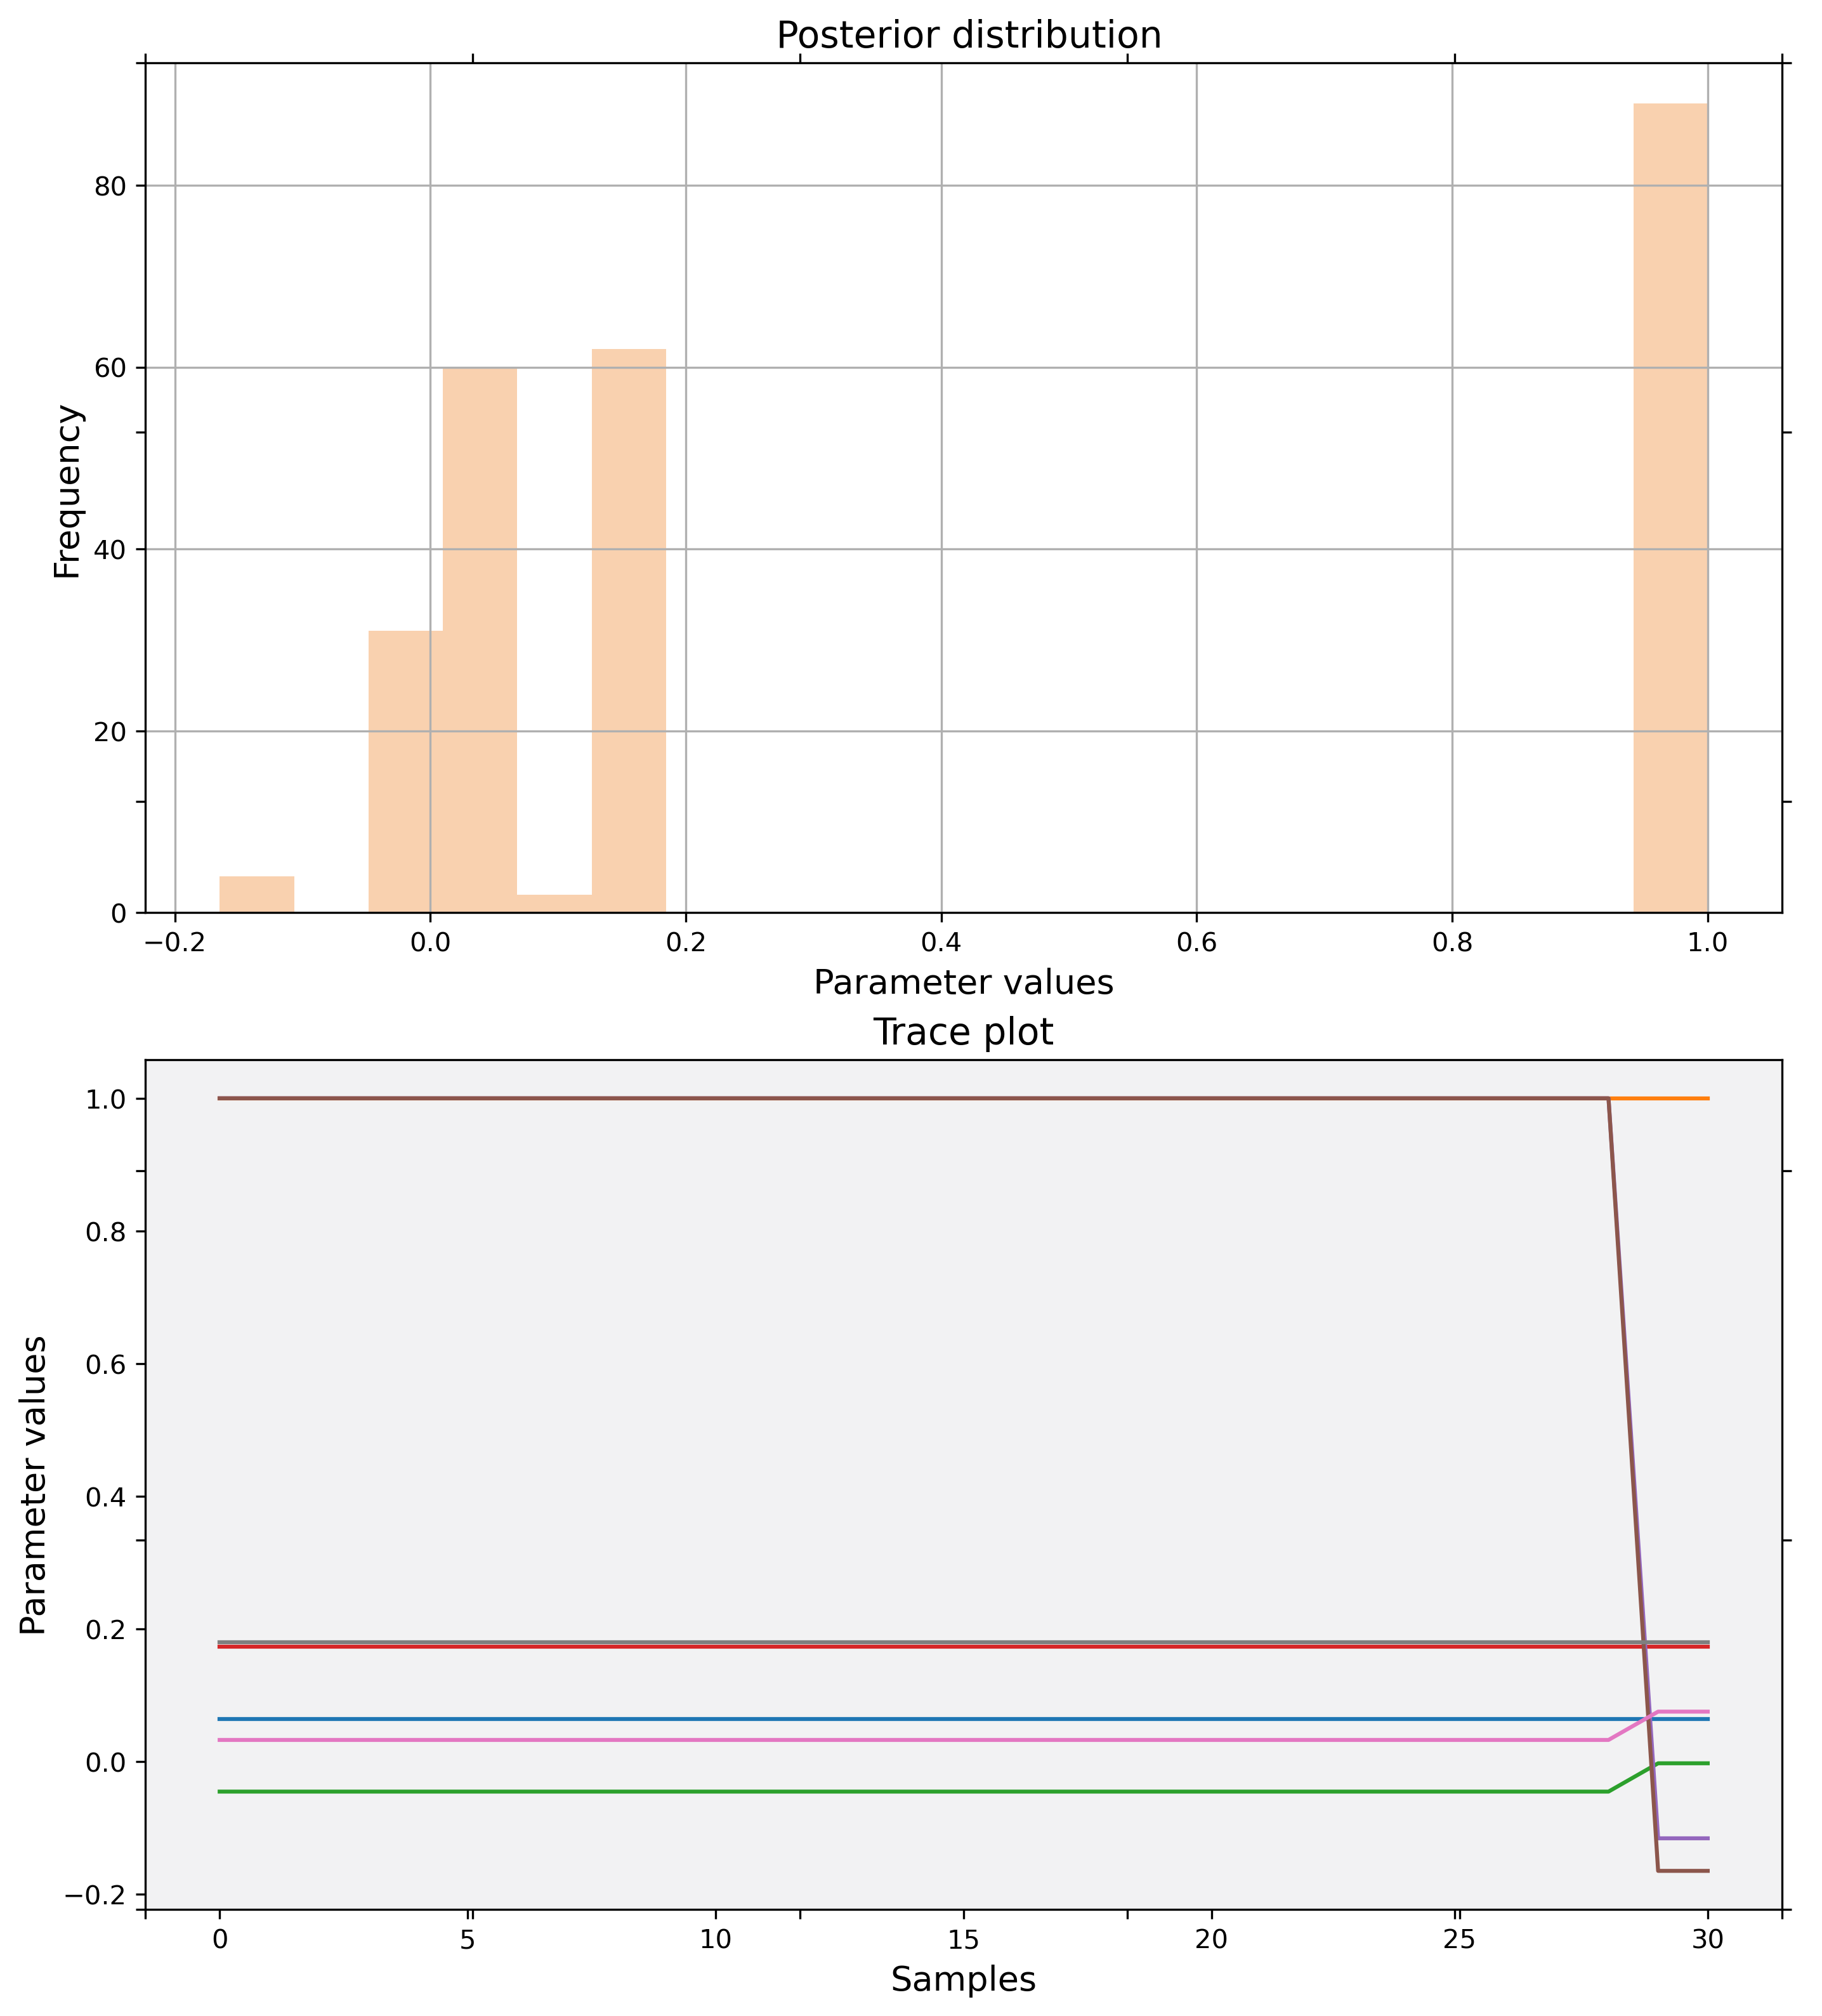 Posterior distribution
Frequency
80
60
40
20
0
−0.2 0.0 0.2 0.4 0.6 0.8 1.0
Parameter values
Trace plot
Parameter values
1.0
0.8
0.6
0.4
0.2
0.0
−0.2
0 5 10 15 20 25 30
Samples